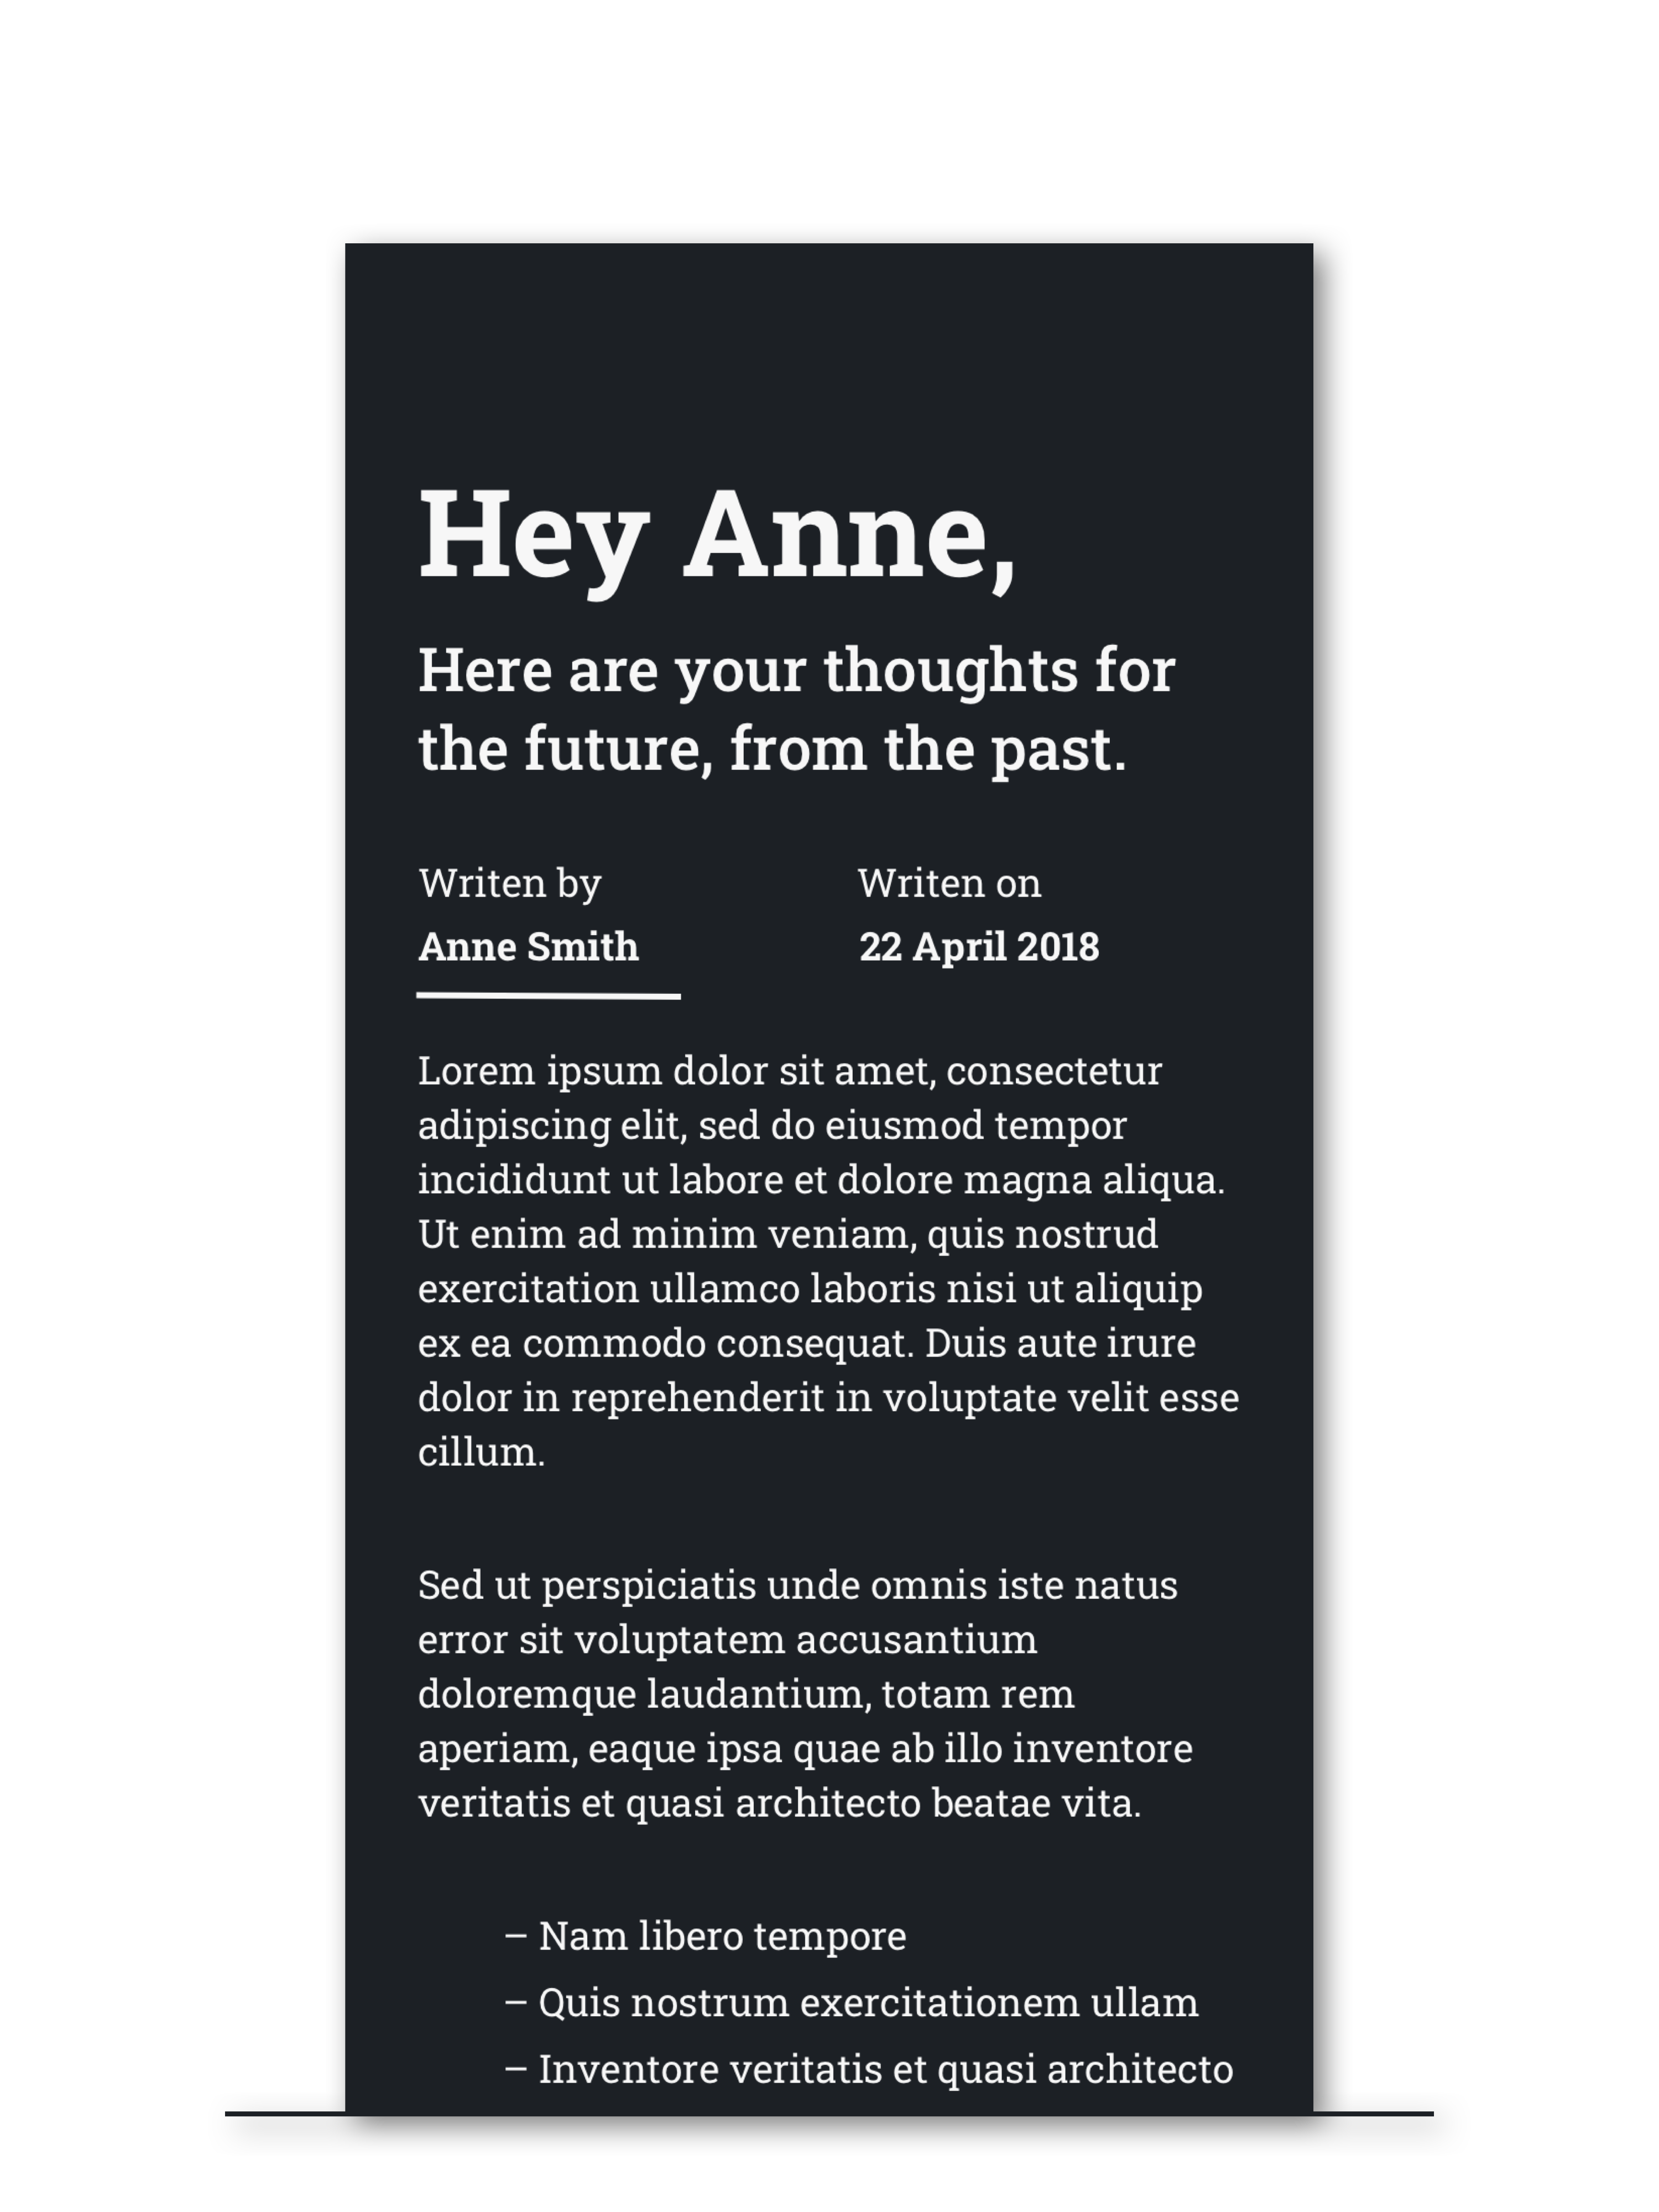 Hey Anne,
Here are your thoughts for
the future, from the past.
Writen by
Anne Smith
Writen on
22 April 2018
Lorem ipsum dolor sit amet, consectetur
adipiscing elit, sed do eiusmod tempor
incididunt ut labore et dolore magna aliqua.
Ut enim ad minim veniam, quis nostrud
exercitation ullamco laboris nisi ut aliquip
ex ea commodo consequat. Duis aute irure
dolor in reprehenderit in voluptate velit esse
cillum.
Sed ut perspiciatis unde omnis iste natus
error sit voluptatem accusantium
doloremque laudantium, totam rem
aperiam, eaque ipsa quae ab illo inventore
veritatis et quasi architecto beatae vita.
– Nam libero tempore
– Quis nostrum exercitationem ullam
– Inventore veritatis et quasi architecto